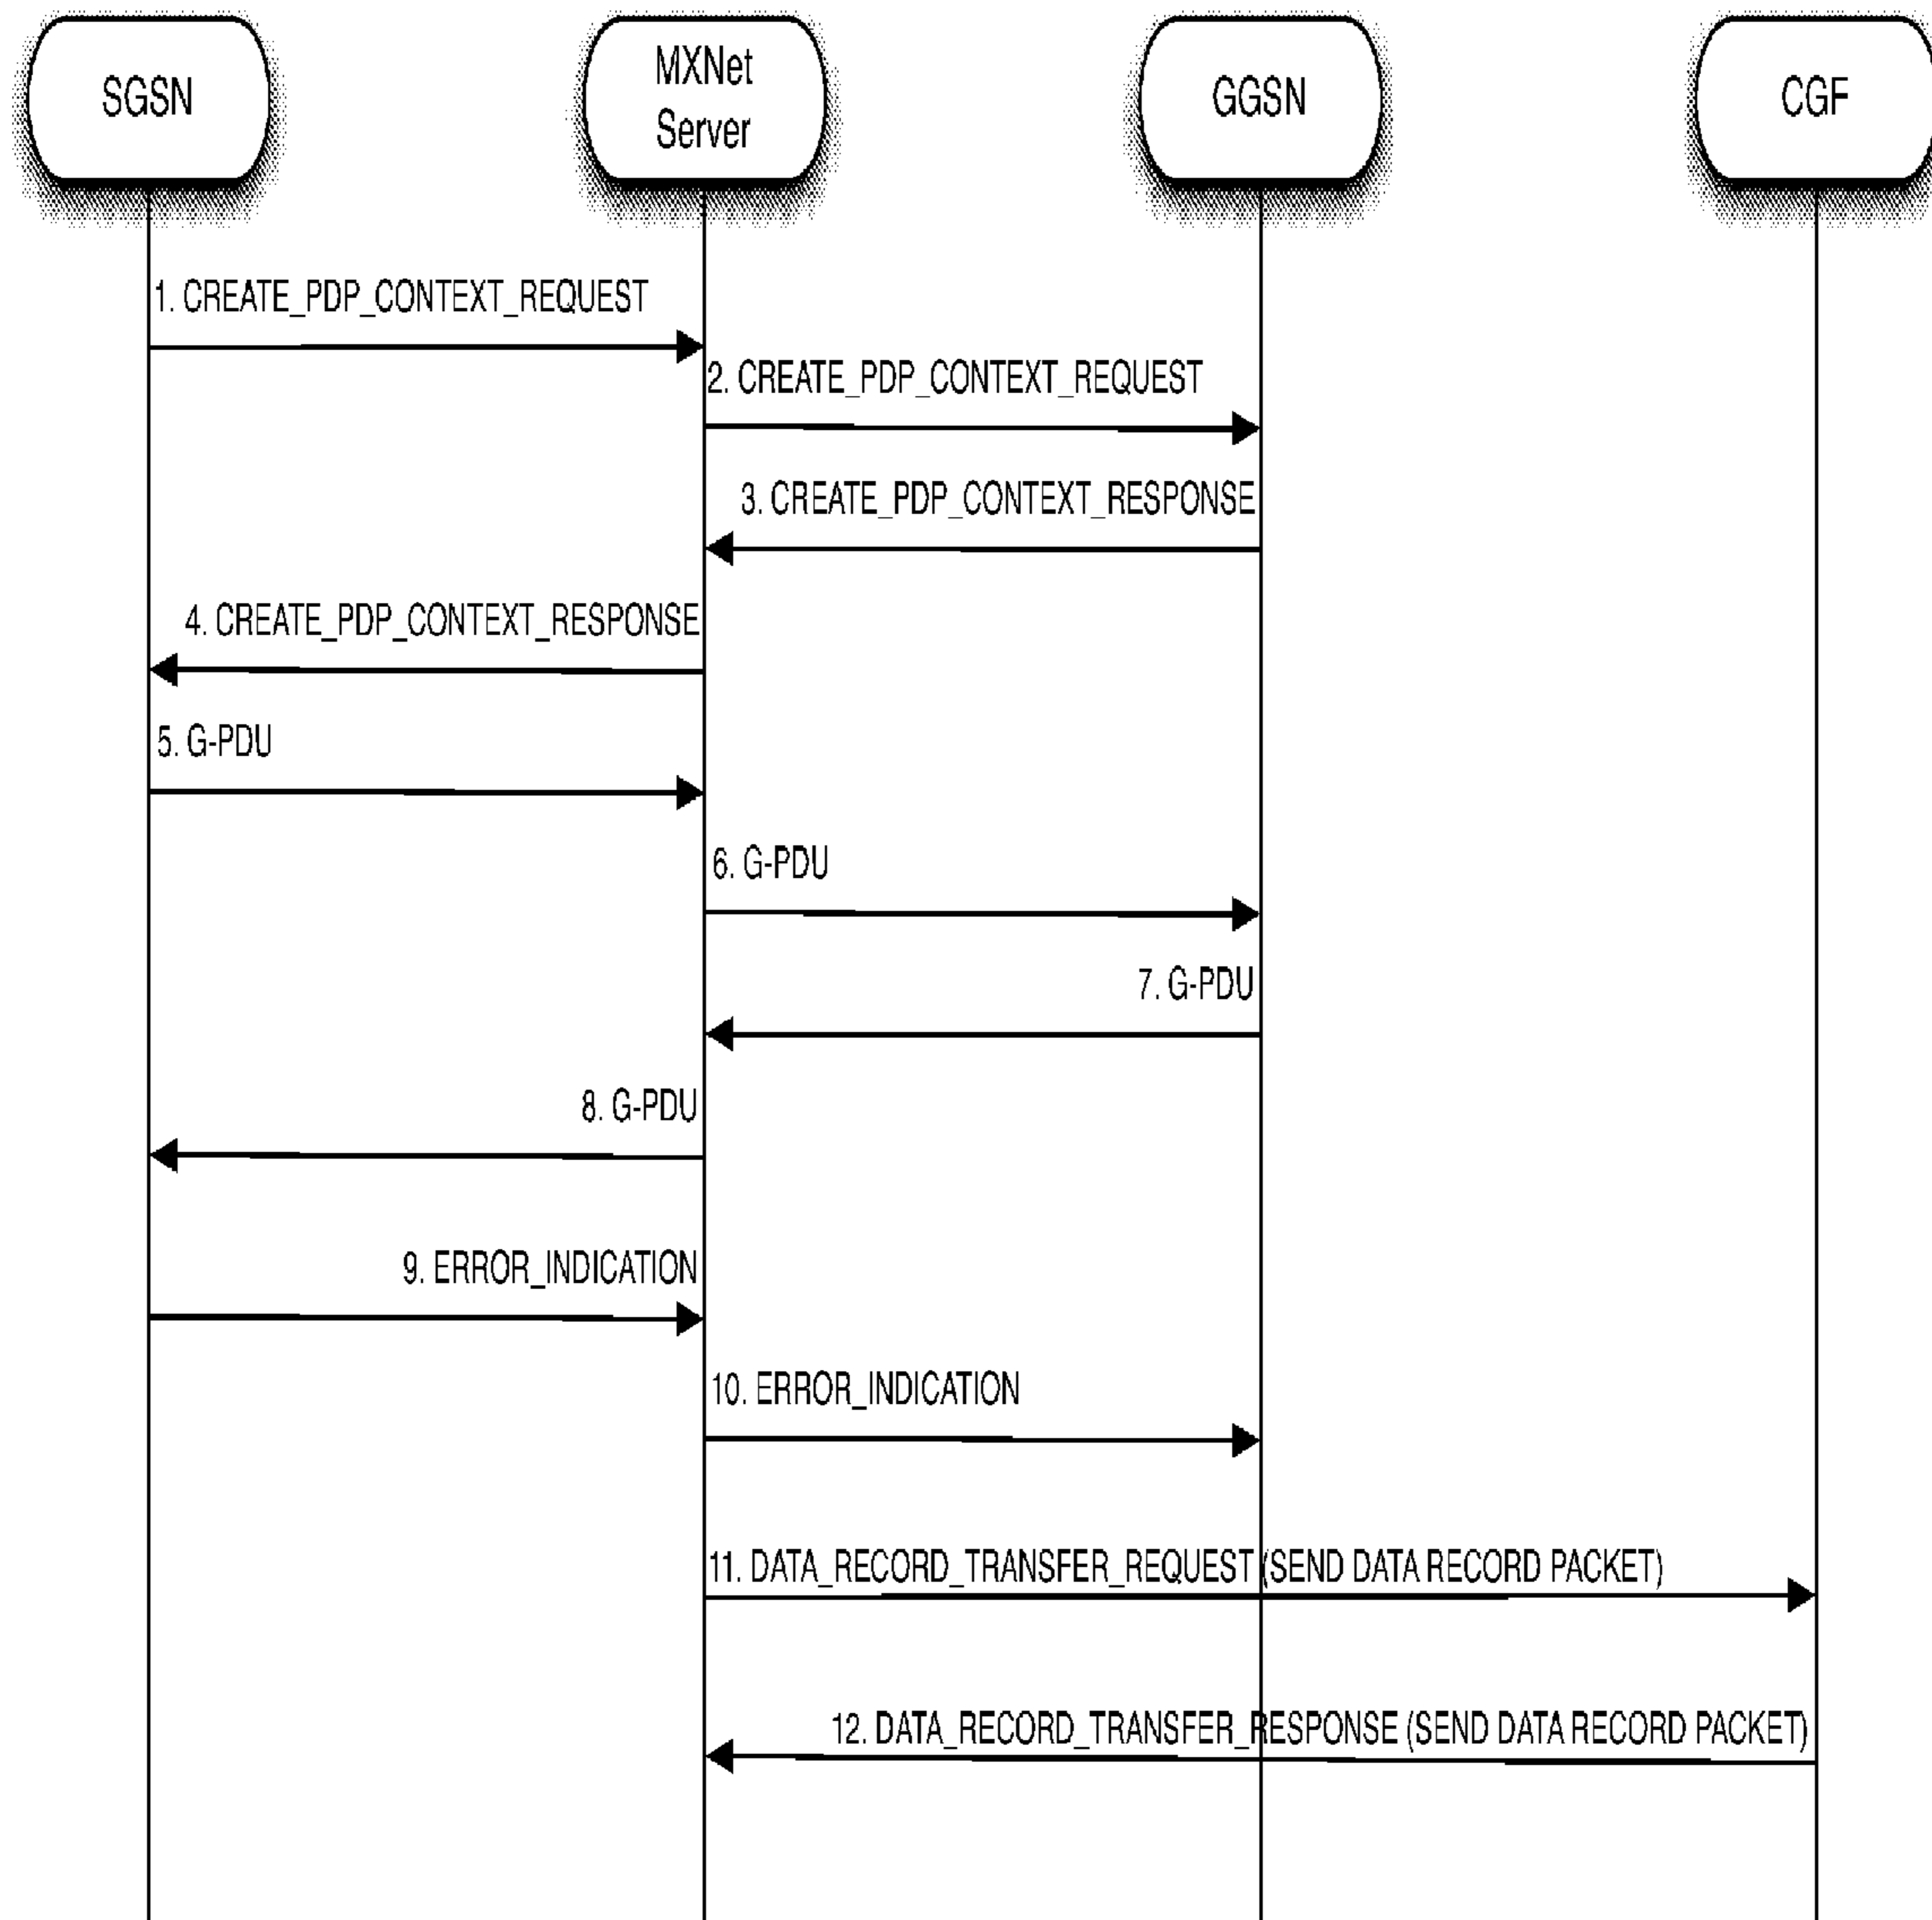 SGSN
MXNet
Server
GGSN
CGF
1. CREATE_PDP_CONTEXT_REQUEST
2. CREATE_PDP_CONTEXT_REQUEST
3. CREATE_PDP_CONTEXT_RESPONSE
4. CREATE_PDP_CONTEXT_RESPONSE
5. G-PDU
6. G-PDU
7. G-PDU
8. G-PDU
9. ERROR_INDICATION
10. ERROR_INDICATION
11. DATA_RECORD_TRANSFER_REQUEST (SEND DATA RECORD PACKET)
12. DATA_RECORD_TRANSFER_RESPONSE (SEND DATA RECORD PACKET)